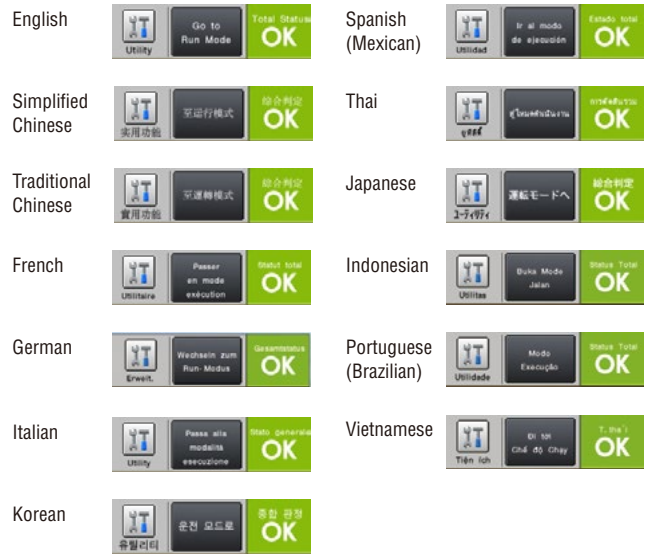 English
Utility
Go to
Run Mode
Total Status
OK
Simplified
Chinese
实用功能
至运行模式
综合判定
OK
Traditional
Chinese
實用功能
至運轉模式
綜合判定
OK
French
Utilitaire
Passer
en mode
exécution
Statut total
OK
German
Erweit.
Wechseln zum
Run-Modus
Gesamtstatus
OK
Italian
Utility
Passa alla
modalità
esecuzione
Stato generale
OK
Korean
유틸리티
운전 모드로
종합 판정
OK
Spanish
(Mexican)
Utilidad
Ir al modo
de ejecución
Estado total
OK
Thai
OK
Japanese
ユーティリティ
運転モードへ
総合判定
OK
Indonesian
Utilitas
Buka Mode
Jalan
Status Total
OK
Portuguese
(Brazilian)
Utilidade
Modo
Execução
Status Total
OK
Vietnamese
Tiện ích
Đi tới
Chế độ Chạy
OK